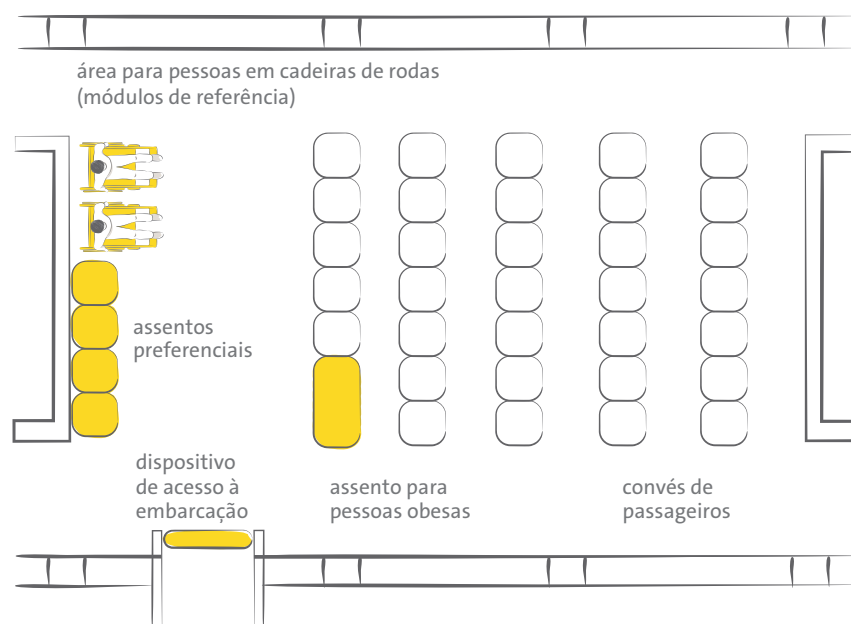 área para pessoas em cadeiras de rodas
(módulos de referência)
assentos
preferenciais
dispositivo
de acesso à
embarcação
assento para
pessoas obesas
convés de
passageiros